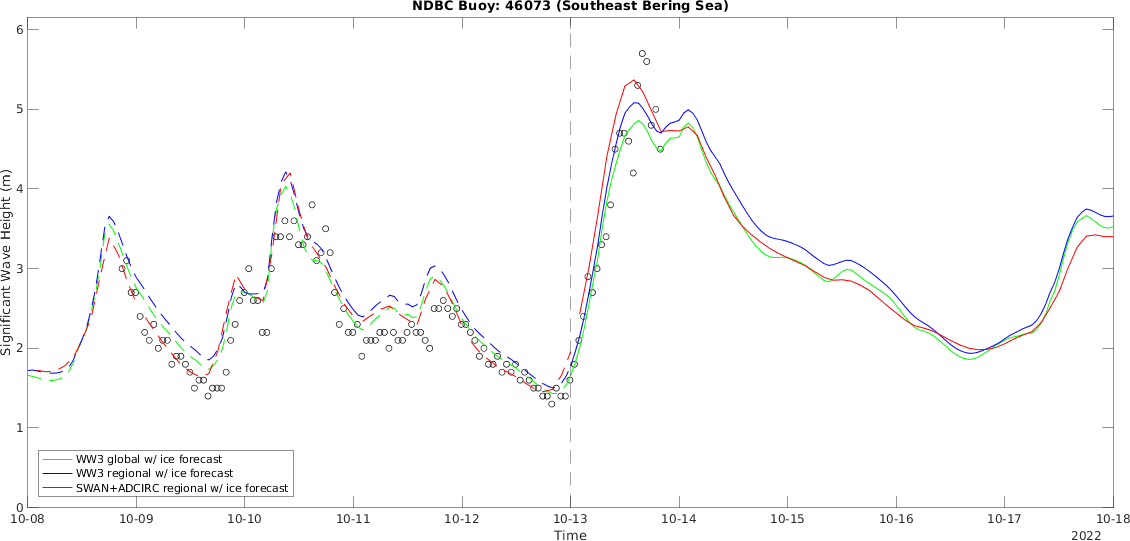 NDBC Buoy: 46073 (Southeast Bering Sea)
6
5
4
3
2
1
0
Significant Wave Height (m)
WW3 global w/ ice forecast
WW3 regional w/ ice forecast
SWAN+ADCIRC regional w/ ice forecast
10-08 10-09 10-10 10-11 10-12 10-13 10-14 10-15 10-16 10-17 10-18
Time
2022